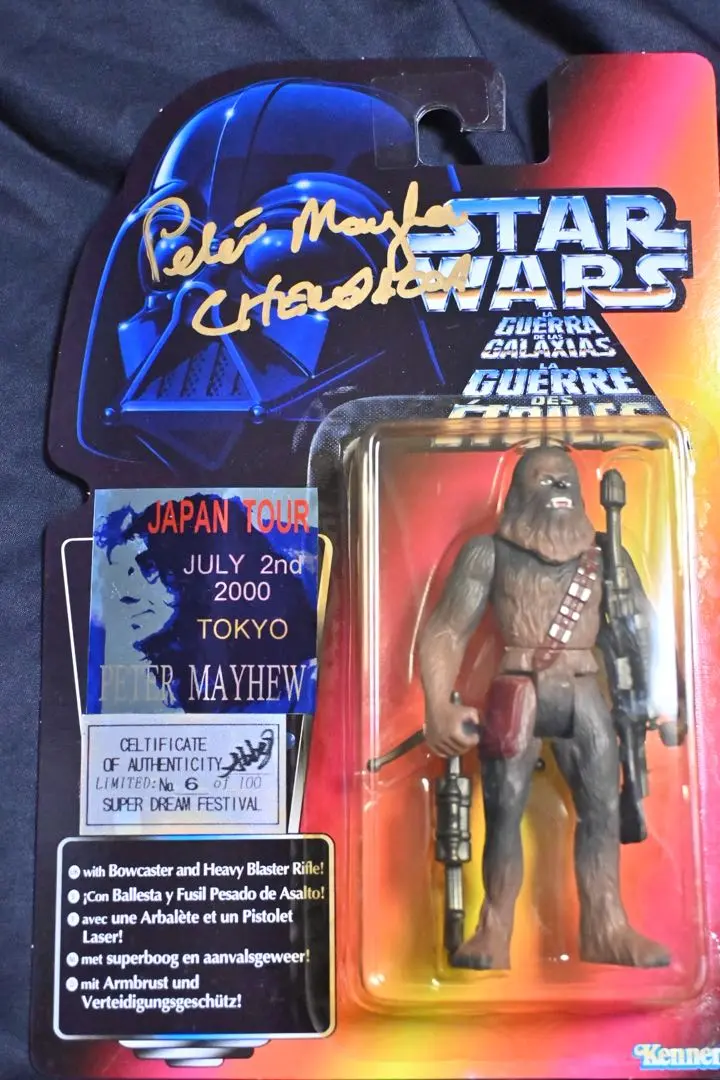 Peter Mayhew
CHEWBACCA
STAR
WARS
LA
GUERRA
DE LAS
GALAXIAS
LA
GUERRE
DES
ÉTOILES
JAPAN TOUR
JULY 2nd
2000
TOKYO
PETER MAYHEW
CELTIFICATE
OF AUTHENTICITY
LIMITED: No. 6 of 100
SUPER DREAM FESTIVAL
with Bowcaster and Heavy Blaster Rifle!
¡Con Ballesta y Fusil Pesado de Asalto!
avec une Arbalète et un Pistolet
Laser!
met superboog en aanvalsgeweer!
mit Armbrust und
Verteidigungsgeschütz!
Kenner